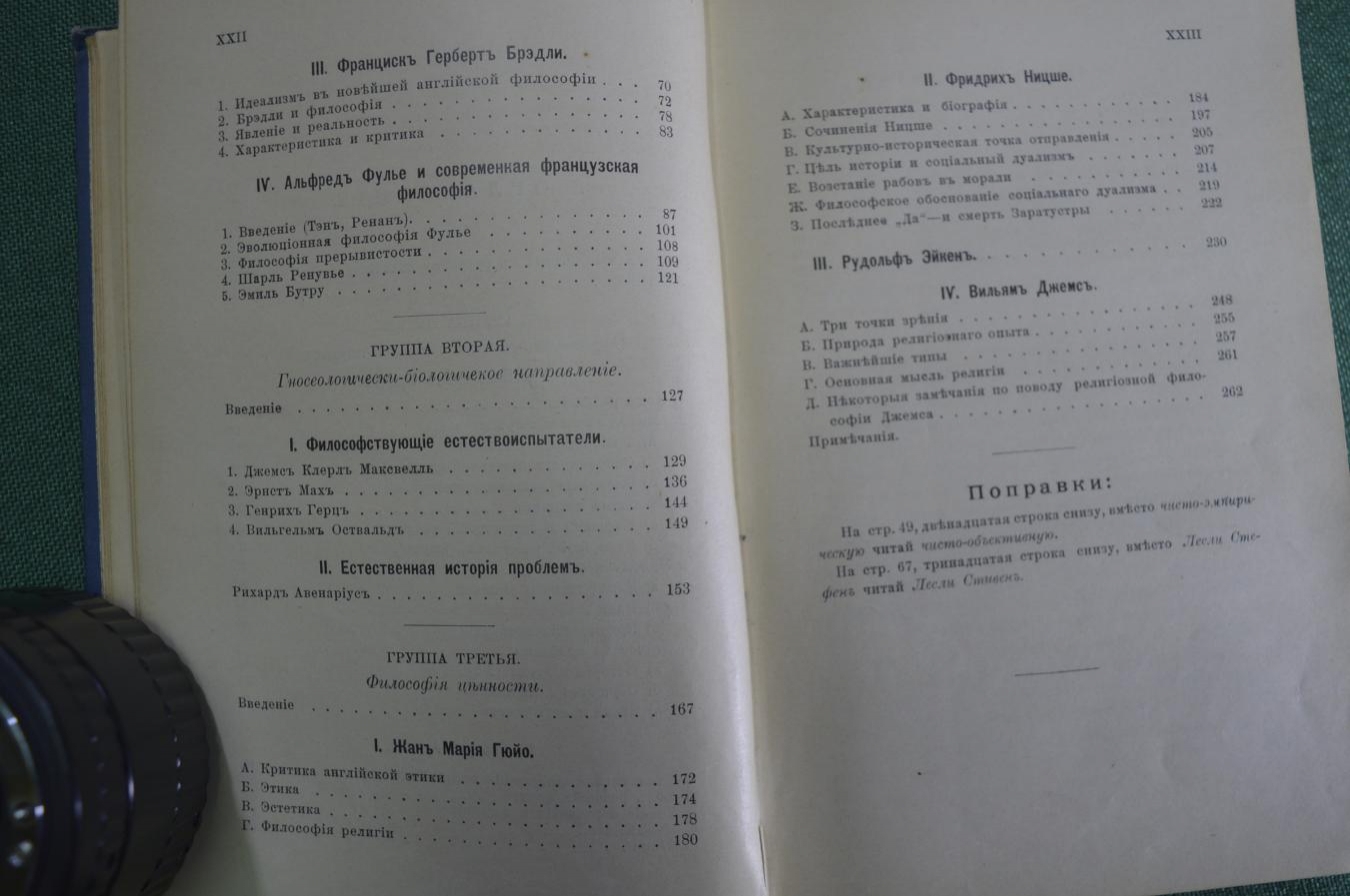 XXII
III. Францискъ Гербертъ Брэдли.
1. Идеализмъ въ новѣйшей англійской философіи . . . 70
2. Брэдли и философія . . . . . . . . . . . . 72
3. Явленіе и реальность . . . . . . . . . . . . 78
4. Характеристика и критика . . . . . . . . . . 83
IV. Альфредъ Фулье и современная французская
философія.
1. Введеніе (Тэнъ, Ренанъ). . . . . . . . . . . . 87
2. Эволюціонная философія Фулье . . . . . . . . . 101
3. Философія прерывистости . . . . . . . . . . . 108
4. Шарль Ренувье . . . . . . . . . . . . . . . 109
5. Эмиль Бутру . . . . . . . . . . . . . . . . 121
ГРУППА ВТОРАЯ.
Гносеологически-біологичекое направленіе.
Введеніе . . . . . . . . . . . . . . . . . . 127
I. Философствующіе естествоиспытатели.
1. Джемсъ Клерлъ Максвелль . . . . . . . . . . 129
2. Эрнстъ Махъ . . . . . . . . . . . . . . . 136
3. Генрихъ Герцъ . . . . . . . . . . . . . . 144
4. Вильгельмъ Оствальдъ . . . . . . . . . . . 149
II. Естественная исторія проблемъ.
Рихардъ Авенаріусъ . . . . . . . . . . . . . . 153
ГРУППА ТРЕТЬЯ.
Философія цѣнности.
Введеніе . . . . . . . . . . . . . . . . . . 167
I. Жанъ Марія Гюйо.
А. Критика англійской этики . . . . . . . . . . 172
Б. Этика . . . . . . . . . . . . . . . . . . 174
В. Эстетика . . . . . . . . . . . . . . . . . 178
Г. Философія религіи . . . . . . . . . . . . . 180
XXIII
II. Фридрихъ Ницше.
А. Характеристика и біографія . . . . . . . . . 184
Б. Сочиненія Ницше . . . . . . . . . . . . . 197
В. Культурно-историческая точка отправленія . . . . 205
Г. Цѣль исторіи и соціальный дуализмъ . . . . . . 207
Е. Возстаніе рабовъ въ морали . . . . . . . . . 214
Ж. Философское обоснованіе соціальнаго дуализма . . 219
З. Послѣднее „Да“—и смерть Заратустры . . . . . 222
III. Рудольфъ Эйкенъ. . . . . . . . . . . . . 230
IV. Вильямъ Джемсъ.
А. Три точки зрѣнія . . . . . . . . . . . . . 248
Б. Природа религіознаго опыта . . . . . . . . . 255
В. Важнѣйшіе типы . . . . . . . . . . . . . 257
Г. Основная мысль религіи . . . . . . . . . . . 261
Д. Нѣкоторыя замѣчанія по поводу религіозной фило-
софіи Джемса . . . . . . . . . . . . . . . 262
Примѣчанія.
Поправки:
На стр. 49, двѣнадцатая строка снизу, вмѣсто чисто-эмпири-
ческую читай чисто-объективную.
На стр. 67, тринадцатая строка снизу, вмѣсто Лесли Сте-
фенъ читай Лесли Стивенъ.